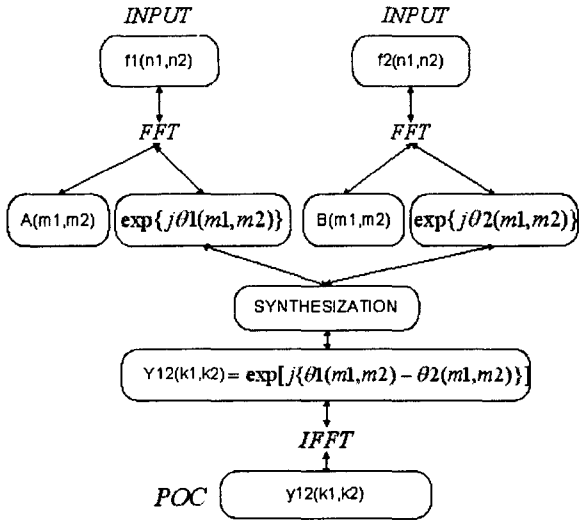 INPUT INPUT
f1(n1,n2) f2(n1,n2)
FFT FFT
A(m1,m2) exp{jθ1(m1,m2)} B(m1,m2) exp{jθ2(m1,m2)}
SYNTHESIZATION
Y12(k1,k2) = exp[j{θ1(m1,m2) − θ2(m1,m2)}]
IFFT
POC y12(k1,k2)